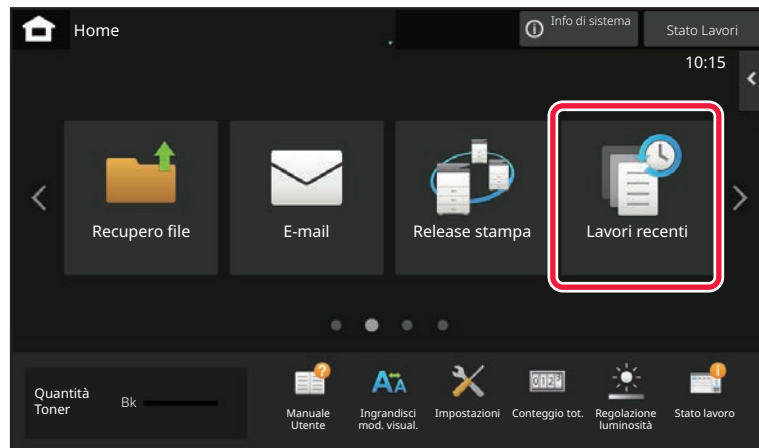 Home
Info di sistema
Stato Lavori
10:15
Recupero file
E-mail
Release stampa
Lavori recenti
Quantità
Toner
Bk
Manuale
Utente
Ingrandisci
mod. visual.
Impostazioni
Conteggio tot.
Regolazione
luminosità
Stato lavoro